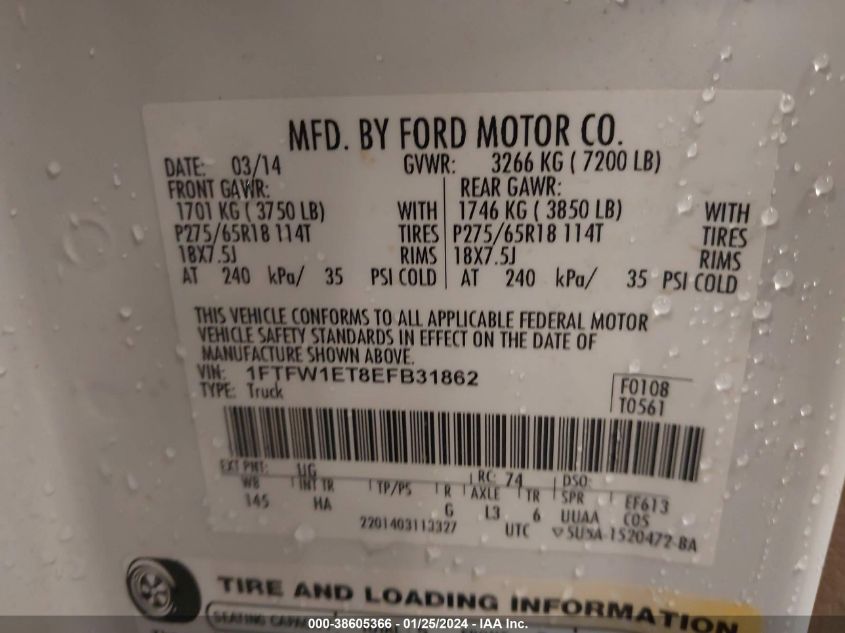 MFD. BY FORD MOTOR CO.
DATE: 03/14 GVWR: 3266 KG ( 7200 LB)
FRONT GAWR: REAR GAWR:
1701 KG ( 3750 LB) WITH 1746 KG ( 3850 LB) WITH
P275/65R18 114T TIRES P275/65R18 114T TIRES
18X7.5J RIMS 18X7.5J RIMS
AT 240 kPa/ 35 PSI COLD AT 240 kPa/ 35 PSI COLD
THIS VEHICLE CONFORMS TO ALL APPLICABLE FEDERAL MOTOR
VEHICLE SAFETY STANDARDS IN EFFECT ON THE DATE OF
MANUFACTURE SHOWN ABOVE.
VIN: 1FTFW1ET8EFB31862
TYPE: Truck
F0108
T0561
EXT PNT: UG RC: 74 DSO:
WB INT TR TP/PS R AXLE TR SPR EF613
145 HA G L3 6 UUAA COS
2201403113327 UTC ▽ 5U5A-1520472-BA
TIRE AND LOADING INFORMATION
SEATING
000-38605366 - 01/25/2024 - IAA Inc.